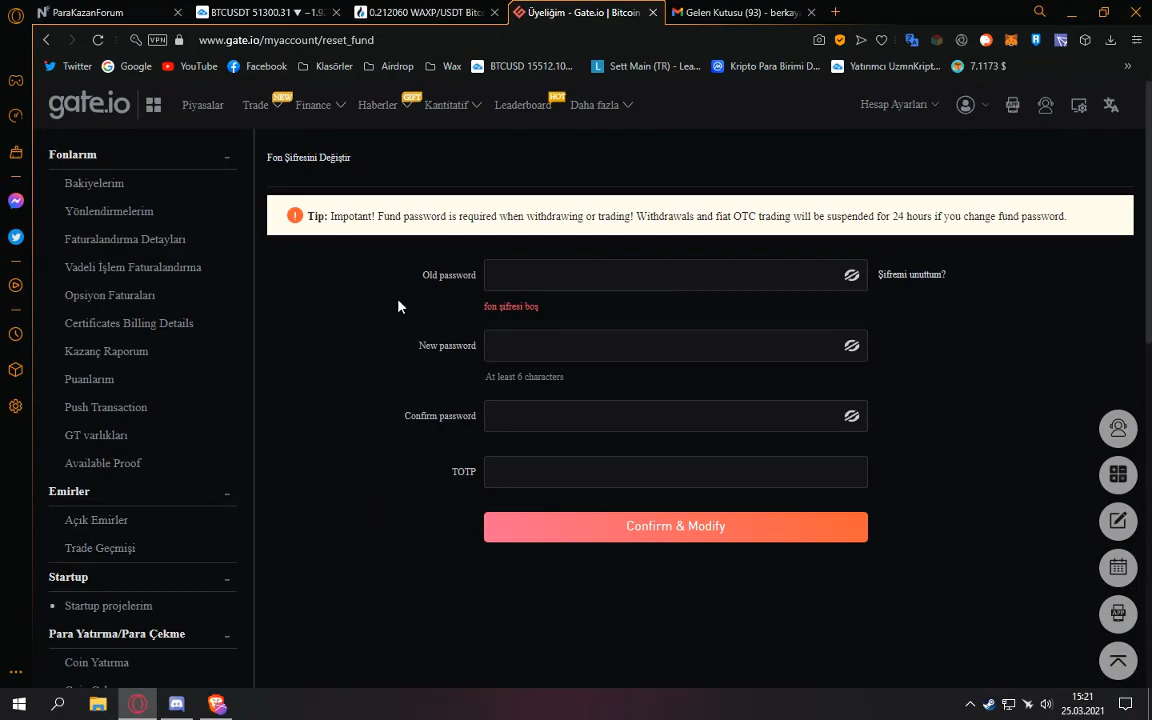 ParaKazanForum
BTCUSDT 51300.31 ▼ −1.9
0.212060 WAXP/USDT Bitc
Üyeliğim - Gate.io | Bitcoin
Gelen Kutusu (93) - berkay
VPN
www.gate.io/myaccount/reset_fund
Twitter
Google
YouTube
Facebook
Klasörler
Airdrop
Wax
BTCUSD 15512.10...
Sett Main (TR) - Lea...
Kripto Para Birimi D...
Yatırımcı UzmnKript...
7.1173 $
»
gate.io
Piyasalar
Trade
NEW
Finance
Haberler
GIFT
Kantitatif
Leaderboard
HOT
Daha fazla
Hesap Ayarları
Fonlarım
Bakiyelerim
Yönlendirmelerim
Faturalandırma Detayları
Vadeli İşlem Faturalandırma
Opsiyon Faturaları
Certificates Billing Details
Kazanç Raporum
Puanlarım
Push Transaction
GT varlıkları
Available Proof
Emirler
Açık Emirler
Trade Geçmişi
Startup
Startup projelerim
Para Yatırma/Para Çekme
Coin Yatırma
Fon Şifresini Değiştir
Tip: Impotant! Fund password is required when withdrawing or trading! Withdrawals and fiat OTC trading will be suspended for 24 hours if you change fund password.
Old password
Şifremi unuttum?
fon şifresi boş
New password
At least 6 characters
Confirm password
TOTP
Confirm & Modify
APP
15:21
25.03.2021